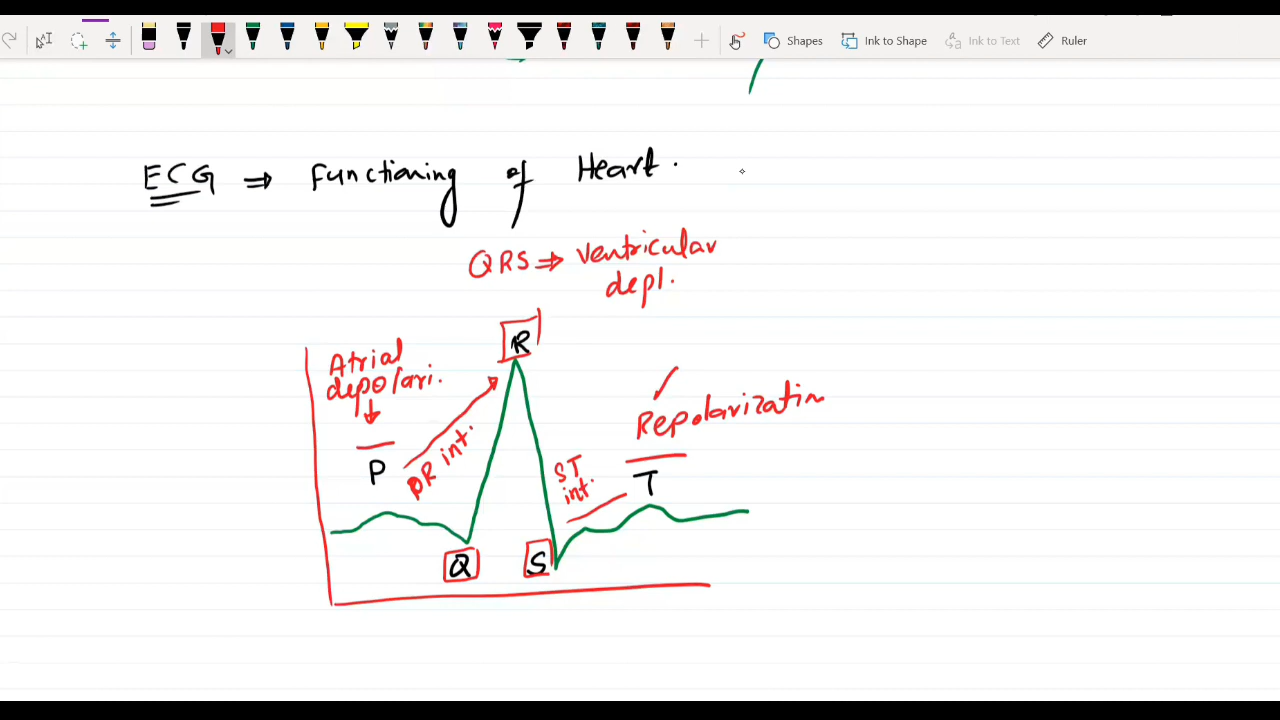 Shapes
Ink to Shape
Ink to Text
Ruler
ECG ⇒ Functioning of Heart.
QRS ⇒ ventricular
depl.
R
Atrial
depolari.
Repolarization
P
PR int.
ST
int.
T
Q
S